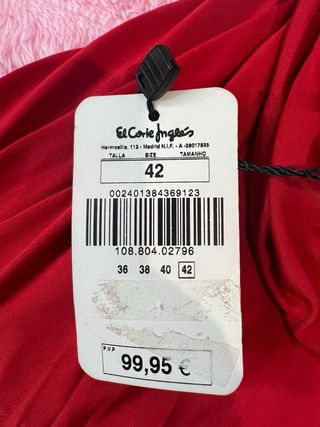 El Corte Inglés
Hermosilla, 112 - Madrid N.I.F. - A -28017895
TALLA SIZE TAMANHO
42
002401384369123
108.804.02796
36 38 40 42
P.V.P
99,95 €